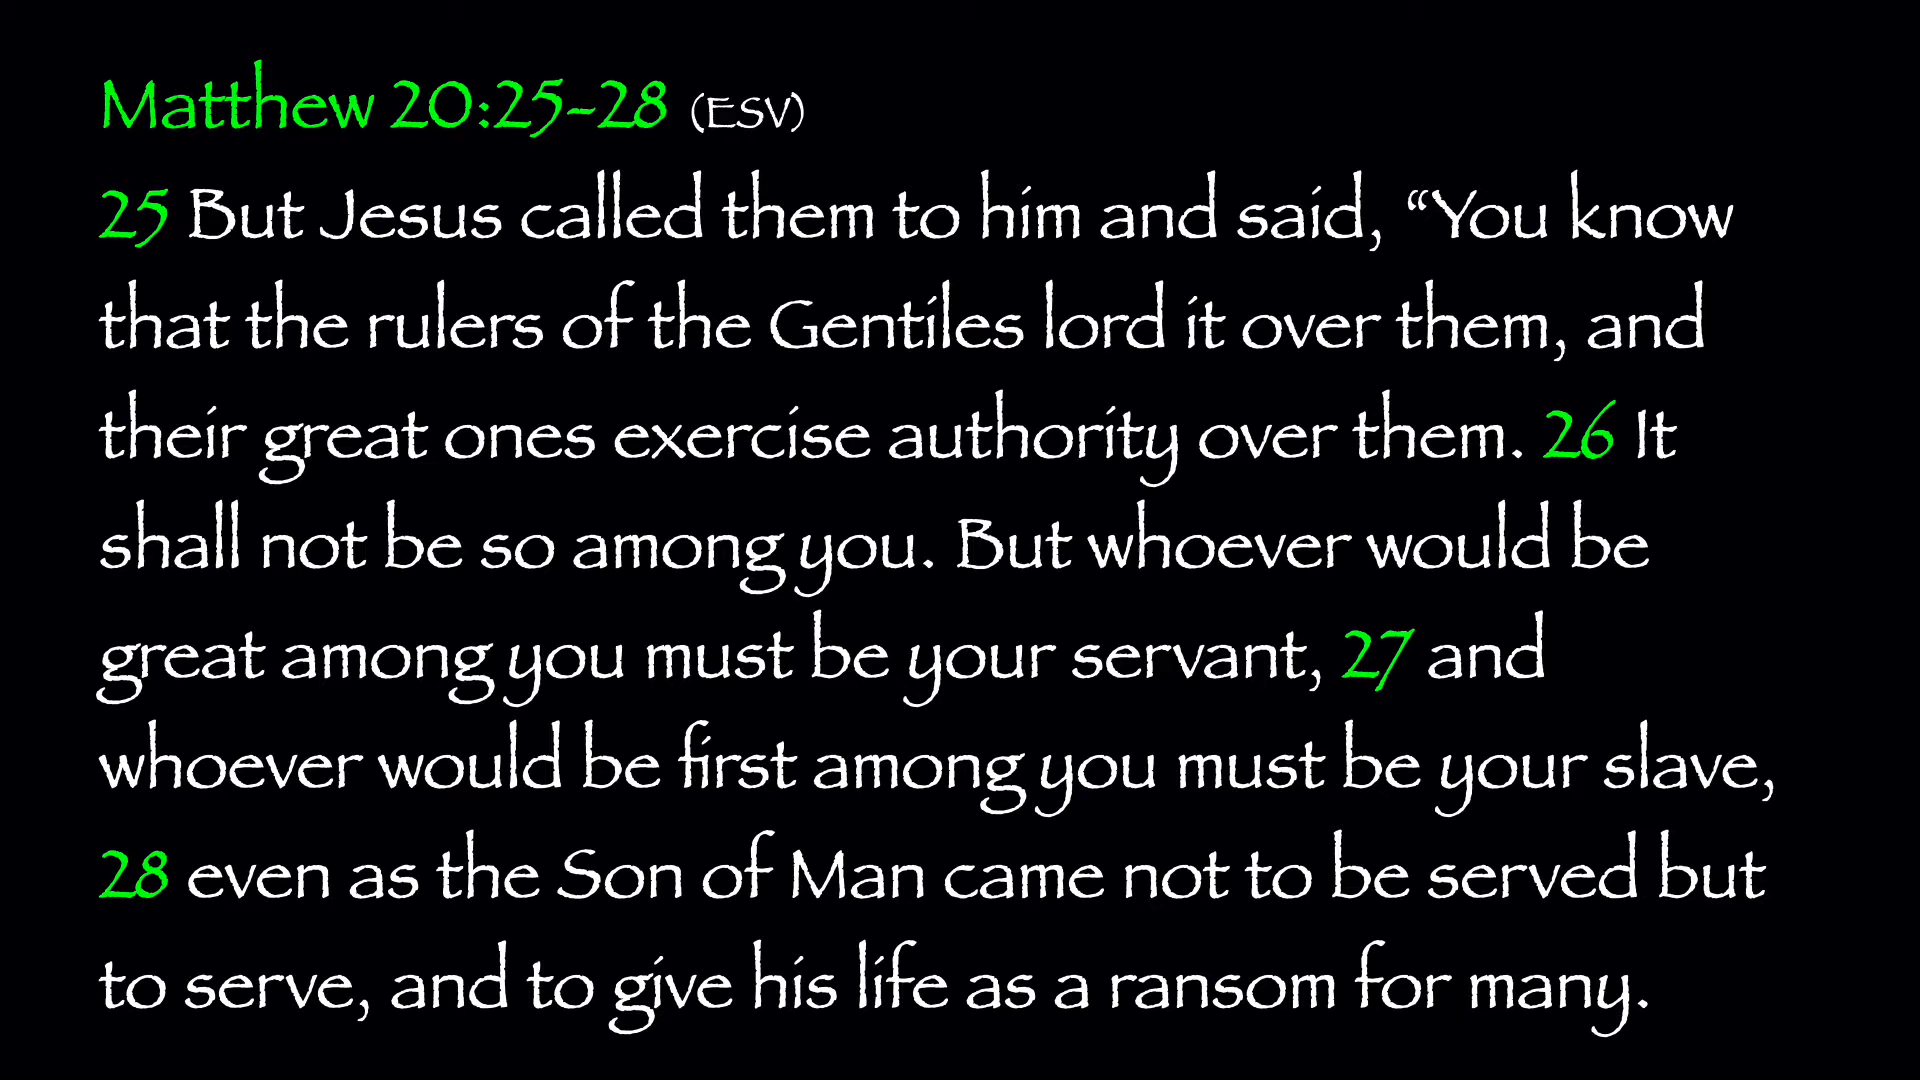 Matthew 20:25-28 (ESV)
25 But Jesus called them to him and said, “You know
that the rulers of the Gentiles lord it over them, and
their great ones exercise authority over them. 26 It
shall not be so among you. But whoever would be
great among you must be your servant, 27 and
whoever would be first among you must be your slave,
28 even as the Son of Man came not to be served but
to serve, and to give his life as a ransom for many.